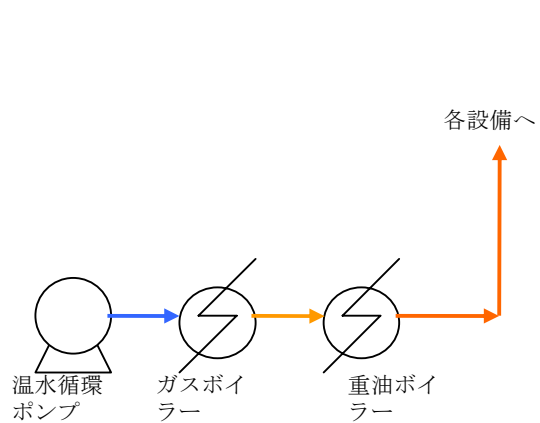 各設備へ
温水循環
ポンプ
ガスボイ
ラー
重油ボイ
ラー